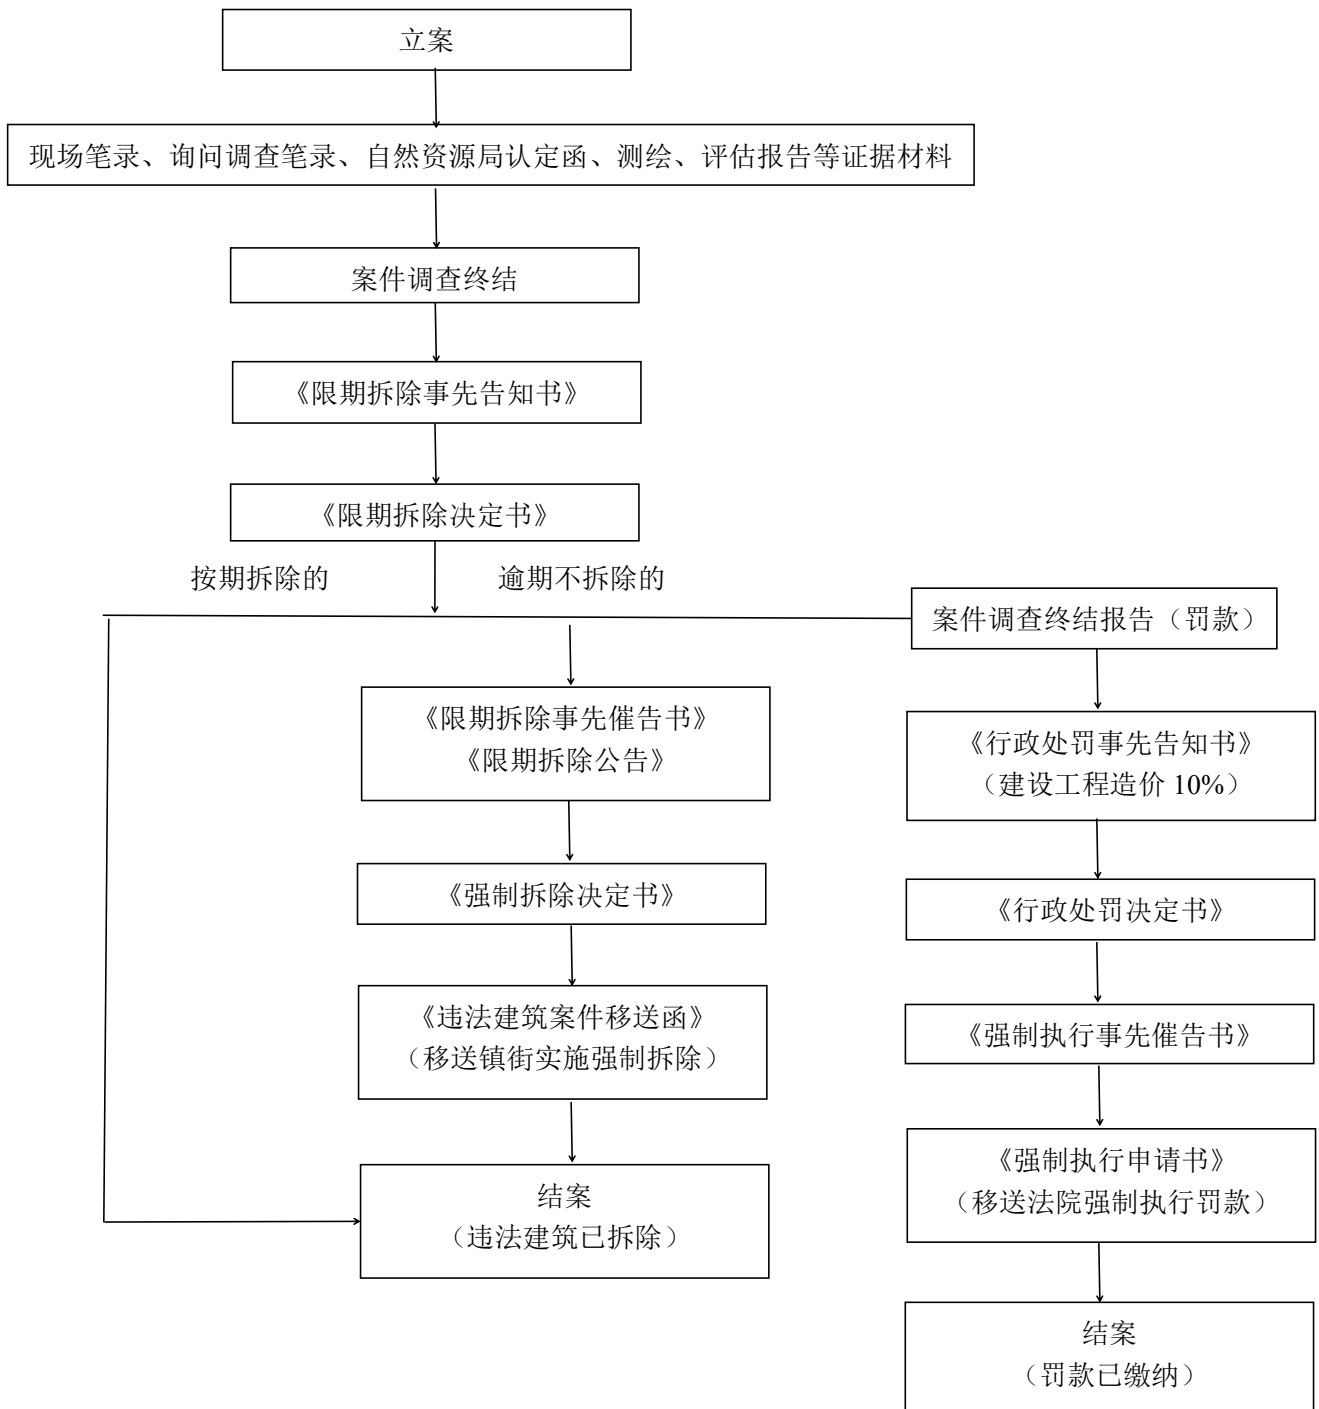 立案
现场笔录、询问调查笔录、自然资源局认定函、测绘、评估报告等证据材料
案件调查终结
《限期拆除事先告知书》
《限期拆除决定书》
按期拆除的
逾期不拆除的
案件调查终结报告（罚款）
《限期拆除事先催告书》
《限期拆除公告》
《强制拆除决定书》
《违法建筑案件移送函》
（移送镇街实施强制拆除）
结案
（违法建筑已拆除）
《行政处罚事先告知书》
（建设工程造价 10%）
《行政处罚决定书》
《强制执行事先催告书》
《强制执行申请书》
（移送法院强制执行罚款）
结案
（罚款已缴纳）